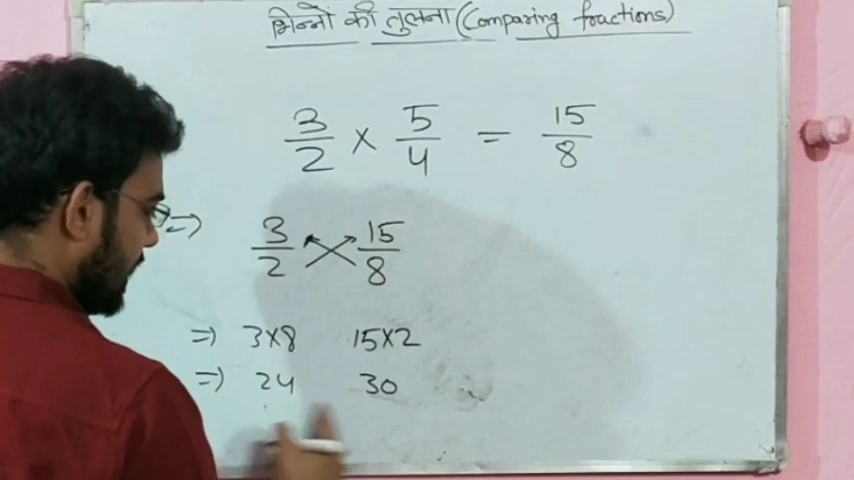 भिन्नों की तुलना (Comparing fractions)
3/2 × 5/4 = 15/8
⇒ 3/2 15/8
⇒ 3×8 15×2
⇒ 24 30